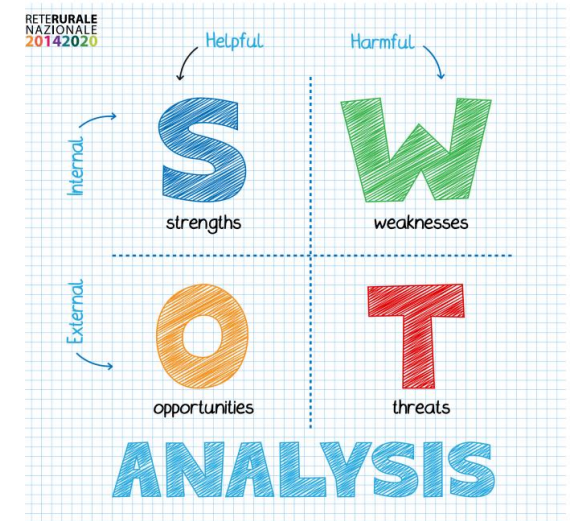 RETERURALE
NAZIONALE
20142020
Helpful
Harmful
Internal
S
W
strengths
weaknesses
External
O
T
opportunities
threats
ANALYSIS